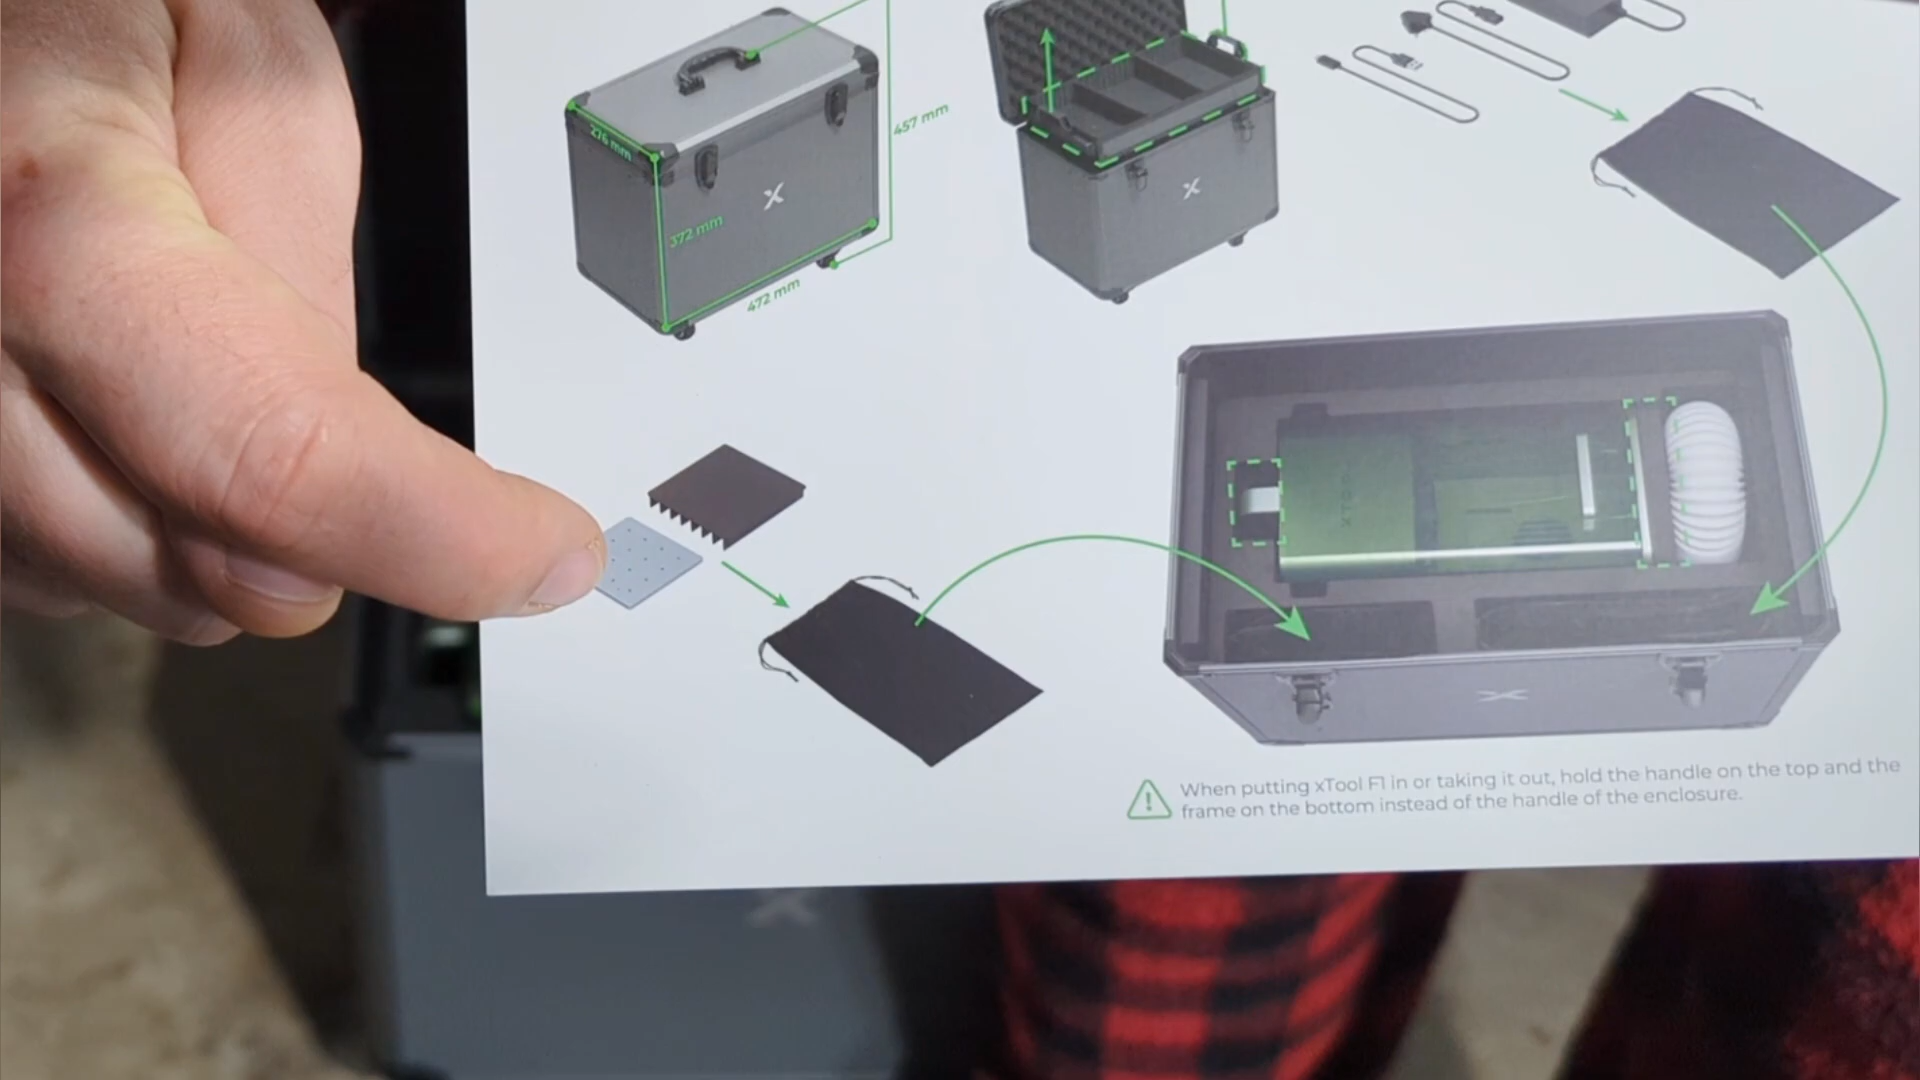 457 mm
276 mm
372 mm
472 mm
XTOOL
When putting xTool F1 in or taking it out, hold the handle on the top and the
frame on the bottom instead of the handle of the enclosure.